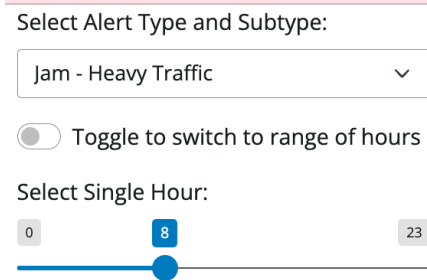 Select Alert Type and Subtype:
Jam - Heavy Traffic
Toggle to switch to range of hours
Select Single Hour:
0 8 23